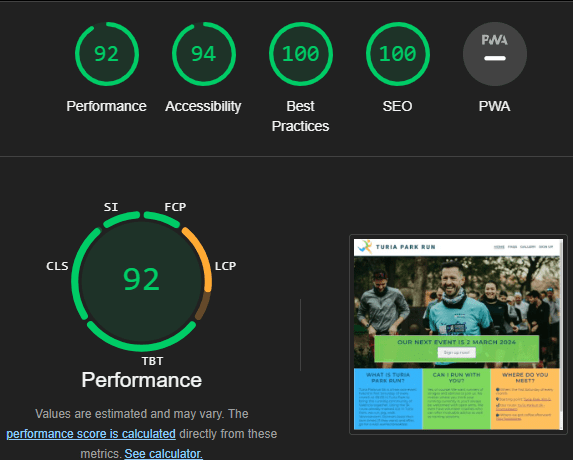 92
94
100
100
PWA
Performance
Accessibility
Best
Practices
SEO
PWA
SI
FCP
CLS
LCP
92
TBT
Performance
Values are estimated and may vary. The
performance score is calculated directly from these
metrics. See calculator.
TURIA PARK RUN
HOME FAQS GALLERY SIGN UP
OUR NEXT EVENT IS 2 MARCH 2024
Sign up now!
WHAT IS TURIA
PARK RUN?
CAN I RUN WITH
YOU?
WHERE DO YOU
MEET?